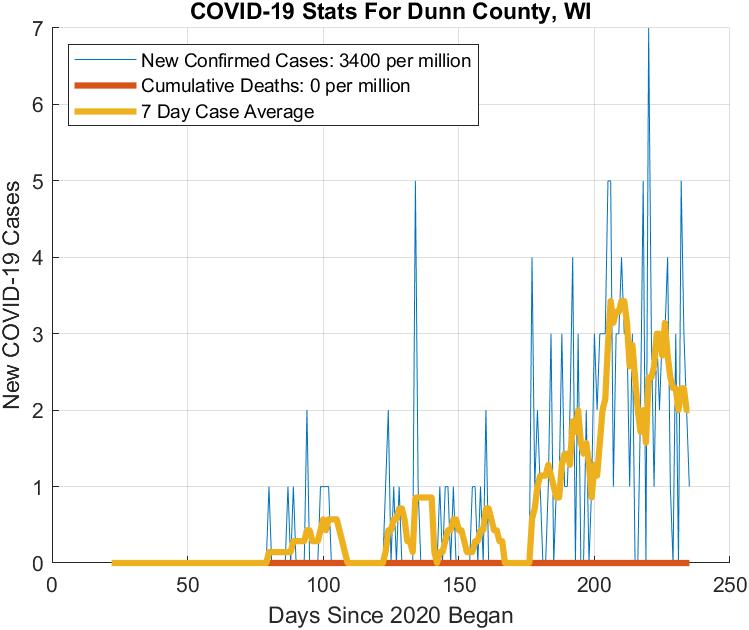 COVID-19 Stats For Dunn County, WI
7
6
5
4
3
2
1
0
New COVID-19 Cases
New Confirmed Cases: 3400 per million
Cumulative Deaths: 0 per million
7 Day Case Average
0 50 100 150 200 250
Days Since 2020 Began